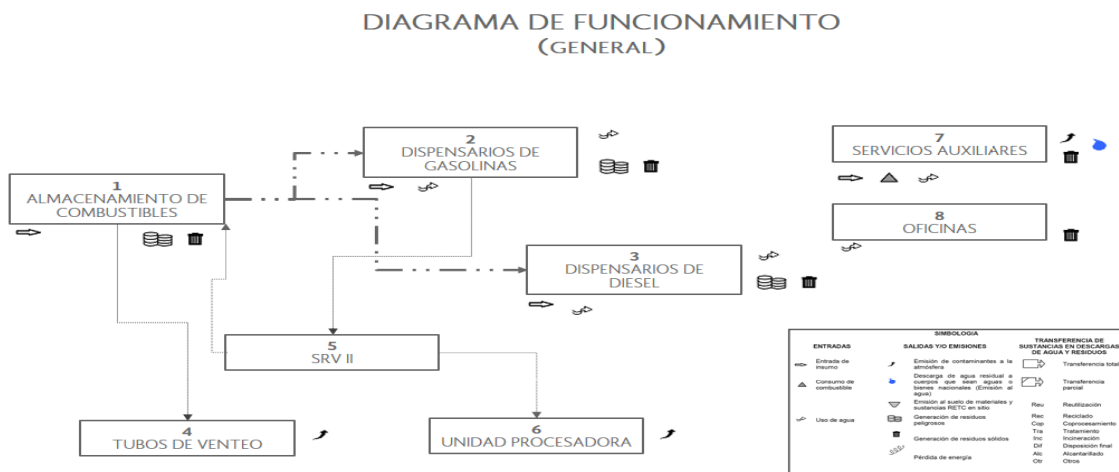 DIAGRAMA DE FUNCIONAMIENTO
(GENERAL)
1
ALMACENAMIENTO DE
COMBUSTIBLES
2
DISPENSARIOS DE
GASOLINAS
3
DISPENSARIOS DE
DIESEL
5
SRV II
4
TUBOS DE VENTEO
6
UNIDAD PROCESADORA
7
SERVICIOS AUXILIARES
8
OFICINAS
SIMBOLOGIA
ENTRADAS
Entrada de
insumo
Consumo de
combustible
Uso de agua
SALIDAS Y/O EMISIONES
Emisión de contaminantes a la
atmósfera
Descarga de agua residual a
cuerpos que sean aguas o
bienes nacionales (Emisión al
agua)
Emisión al suelo de materiales y
sustancias RETC en sitio
Generación de residuos
peligrosos
Generación de residuos sólidos
Pérdida de energía
TRANSFERENCIA DE
SUSTANCIAS EN DESCARGAS
DE AGUA Y RESIDUOS
Transferencia total
Transferencia
parcial
Reu Reutilización
Rec Reciclado
Cop Coprocesamiento
Tra Tratamiento
Inc Incineración
Dif Disposición final
Alc Alcantarillado
Otr Otros